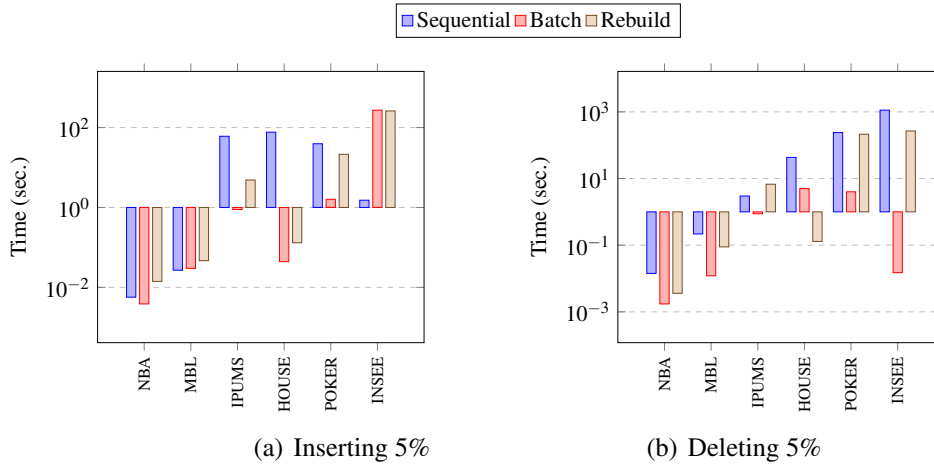 Sequential Batch Rebuild
Time (sec.)
10^2
10^0
10^−2
NBA
MBL
IPUMS
HOUSE
POKER
INSEE
(a) Inserting 5%
Time (sec.)
10^3
10^1
10^−1
10^−3
NBA
MBL
IPUMS
HOUSE
POKER
INSEE
(b) Deleting 5%